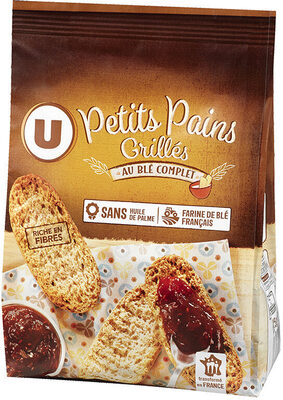 U
Petits Pains
Grillés
AU BLÉ COMPLET
SANS HUILE
DE PALME
FARINE DE BLÉ
FRANÇAIS
RICHE EN
FIBRES
transformé
en FRANCE